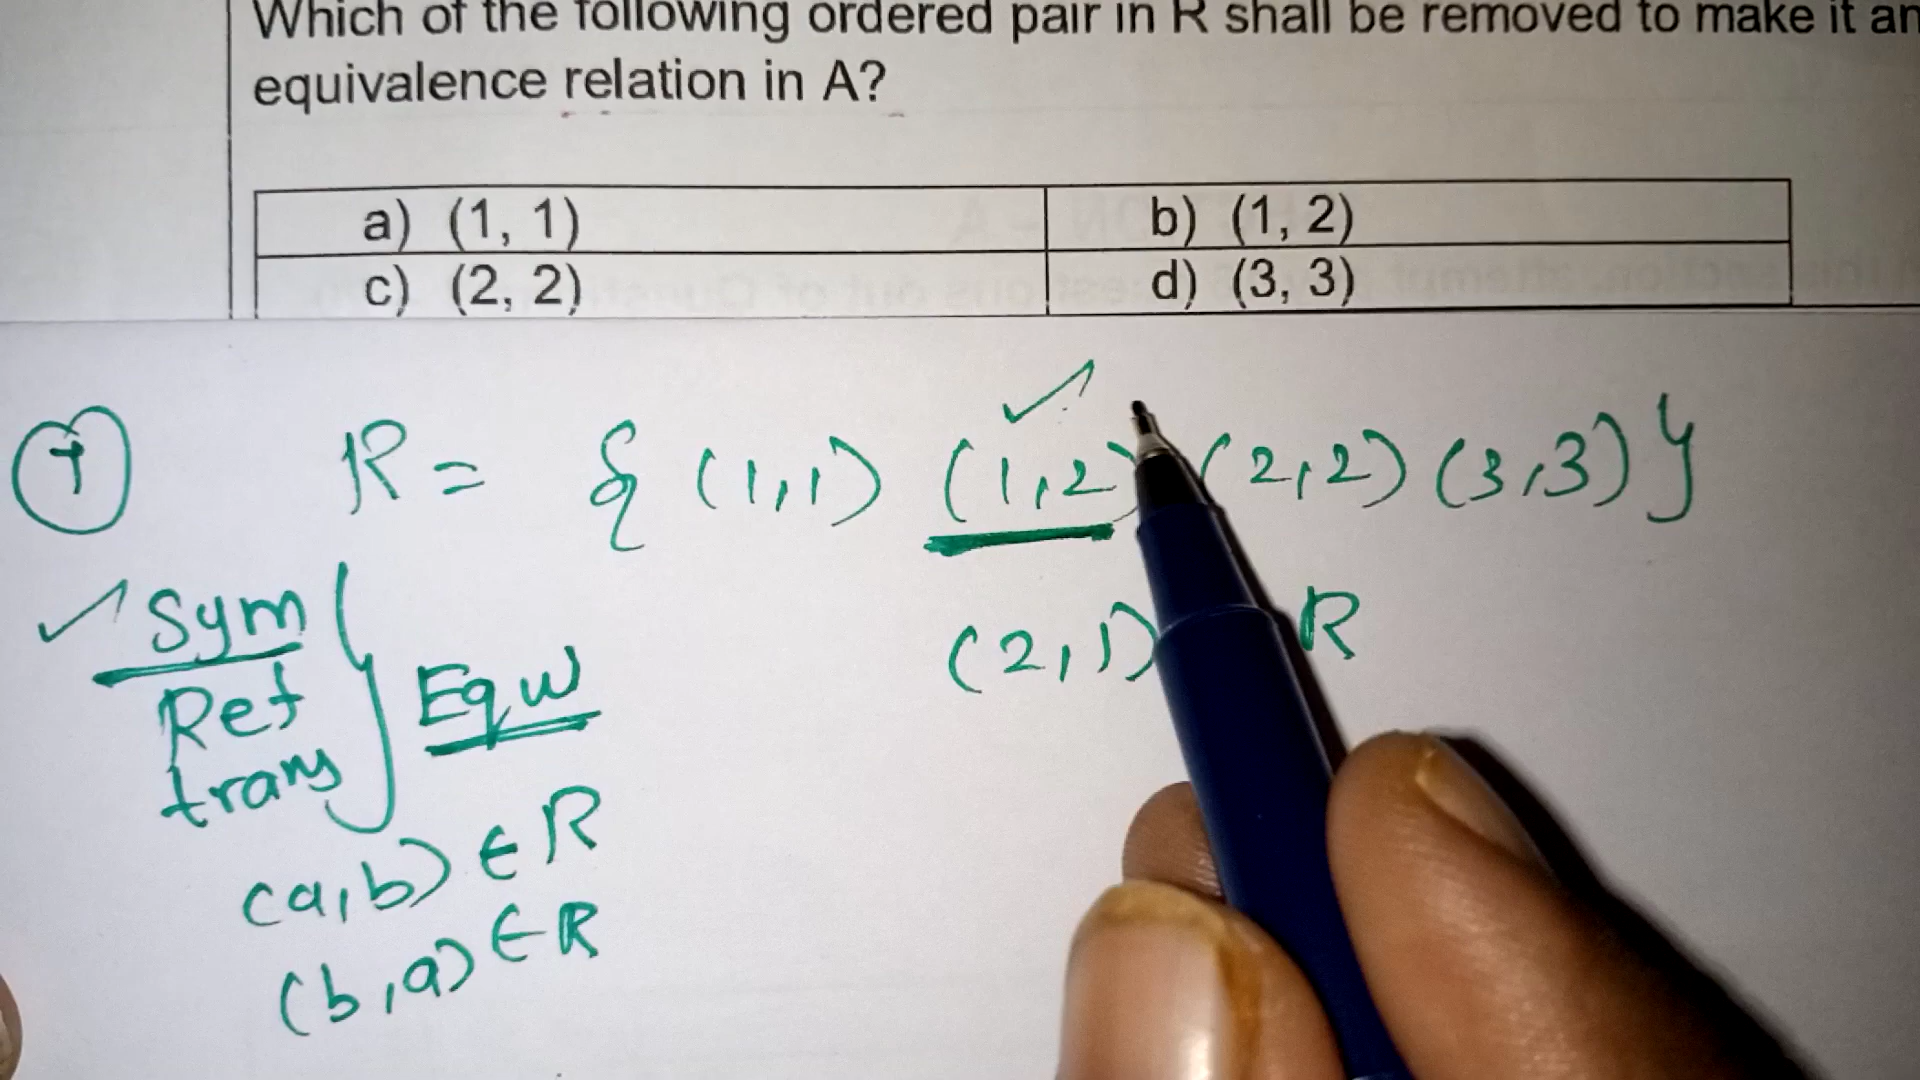 Which of the following ordered pair in R shall be removed to make it an
equivalence relation in A?
a) (1, 1)
b) (1, 2)
c) (2, 2)
d) (3, 3)
R = { (1,1) (1,2) (2,2) (3,3) }
(2,1) R
Sym
Ref
trans
Equ
(a,b) ∈ R
(b,a) ∈ R